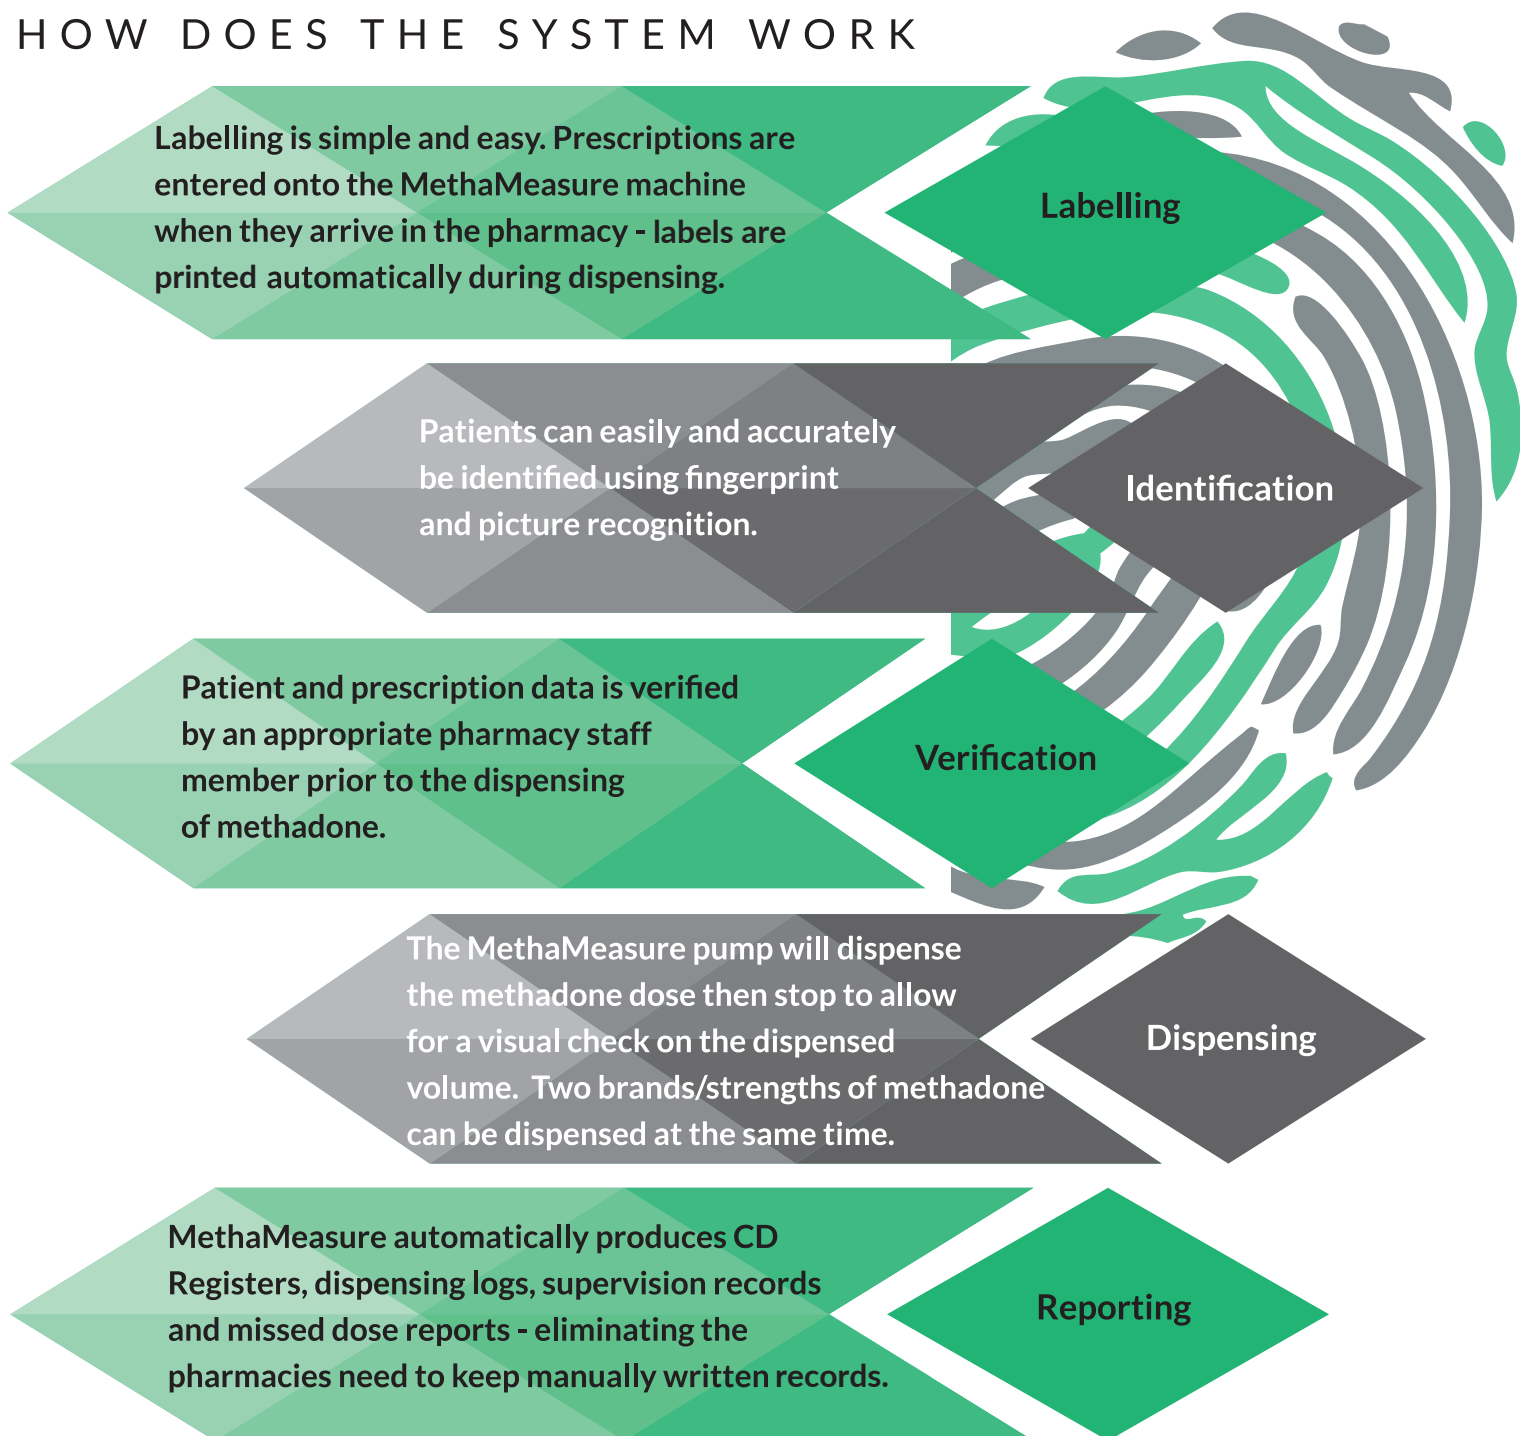 HOW DOES THE SYSTEM WORK
Labelling is simple and easy. Prescriptions are
entered onto the MethaMeasure machine
when they arrive in the pharmacy - labels are
printed automatically during dispensing.
Labelling
Patients can easily and accurately
be identified using fingerprint
and picture recognition.
Identification
Patient and prescription data is verified
by an appropriate pharmacy staff
member prior to the dispensing
of methadone.
Verification
The MethaMeasure pump will dispense
the methadone dose then stop to allow
for a visual check on the dispensed
volume. Two brands/strengths of methadone
can be dispensed at the same time.
Dispensing
MethaMeasure automatically produces CD
Registers, dispensing logs, supervision records
and missed dose reports - eliminating the
pharmacies need to keep manually written records.
Reporting